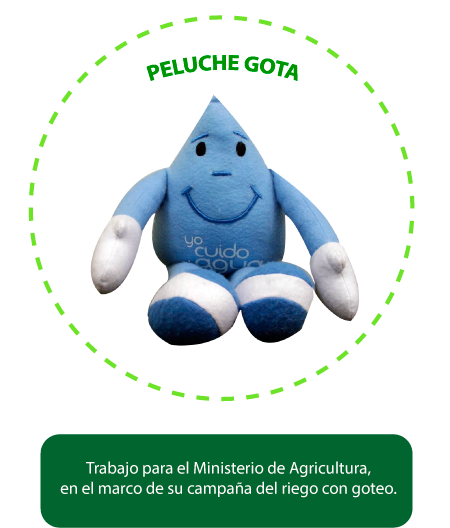 PELUCHE GOTA
yo
cuido
agua
Trabajo para el Ministerio de Agricultura,
en el marco de su campaña del riego con goteo.